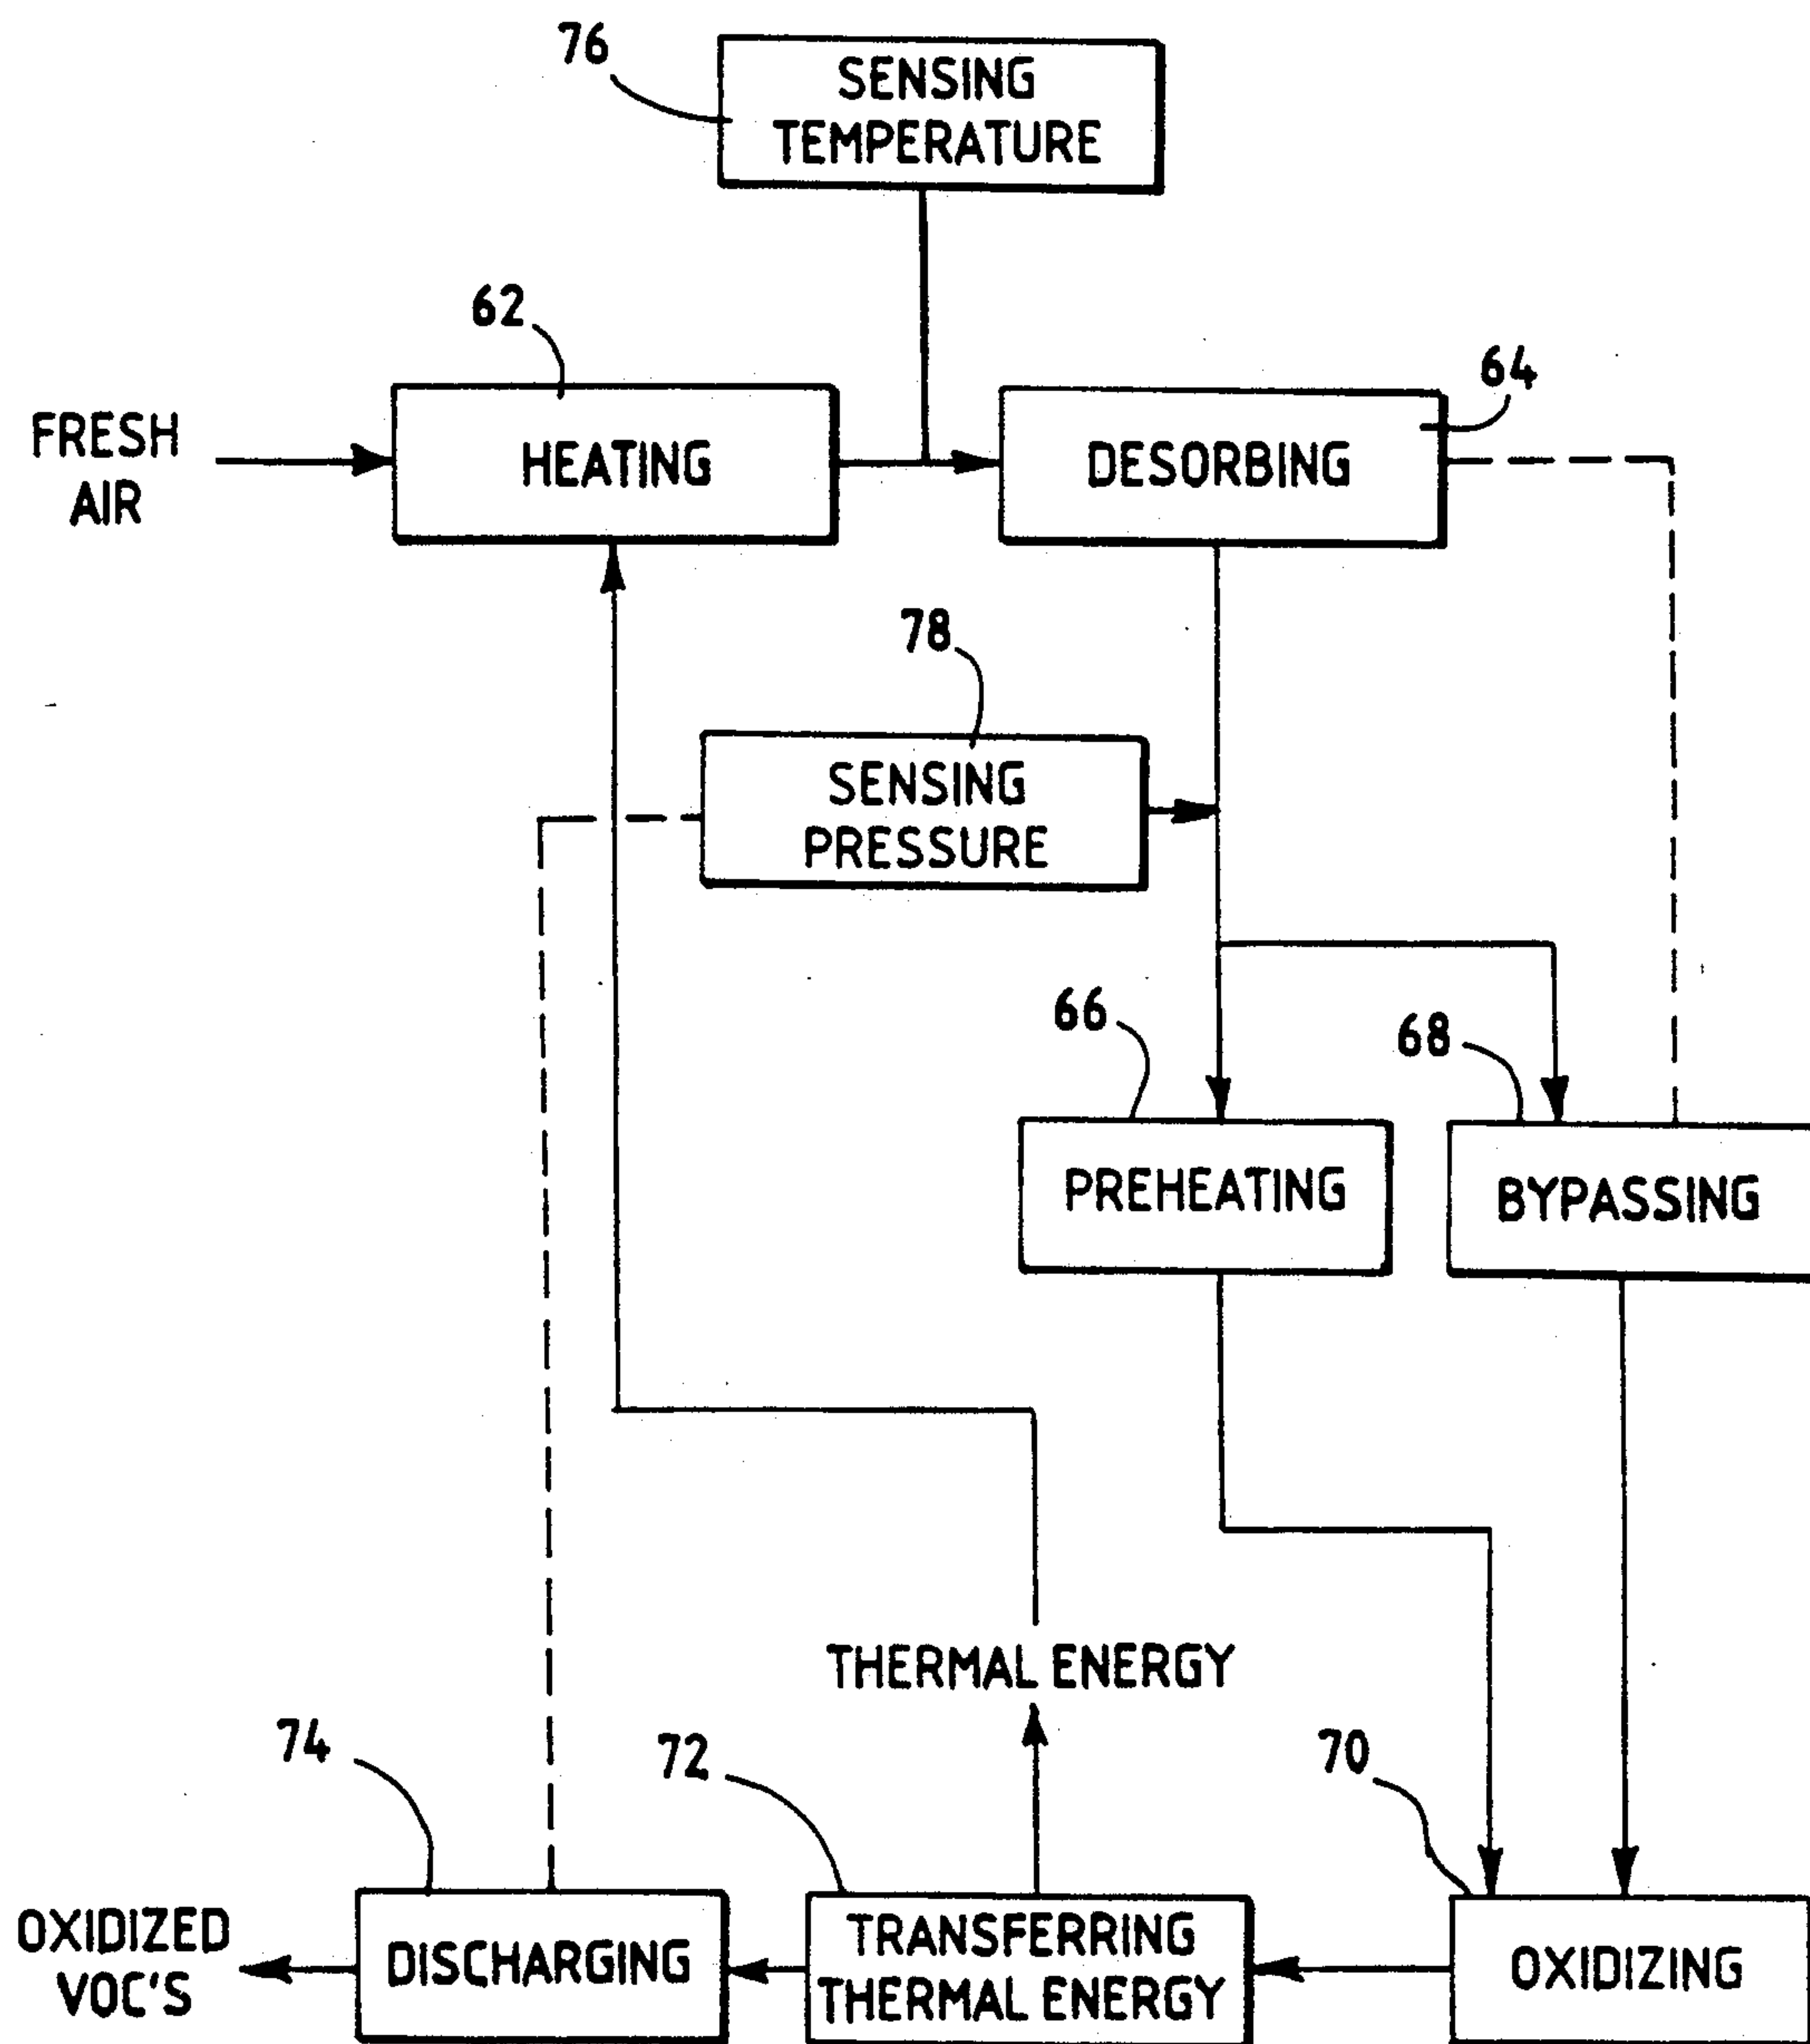 76
SENSING
TEMPERATURE
62
64
FRESH
AIR
HEATING
DESORBING
78
SENSING
PRESSURE
66
68
PREHEATING
BYPASSING
THERMAL ENERGY
74
72
70
OXIDIZED
VOC'S
DISCHARGING
TRANSFERRING
THERMAL ENERGY
OXIDIZING